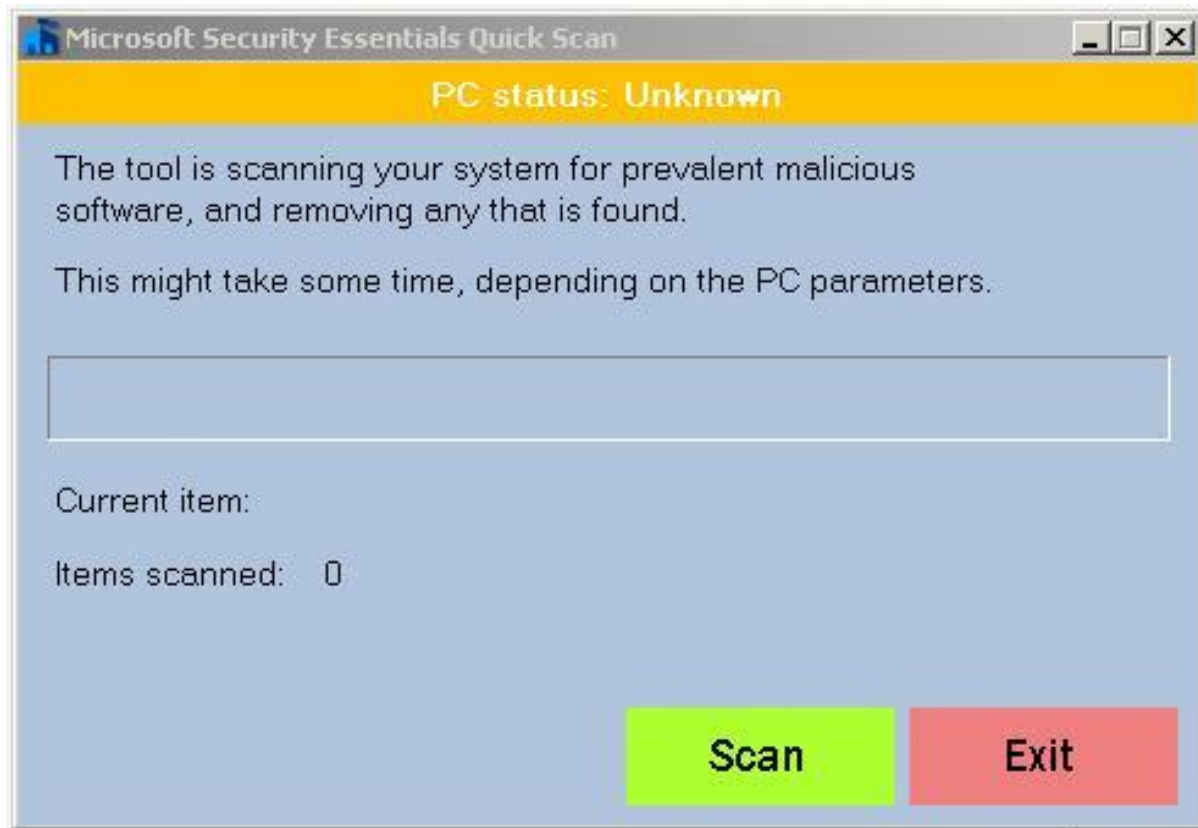 Microsoft Security Essentials Quick Scan
PC status: Unknown
The tool is scanning your system for prevalent malicious
software, and removing any that is found.
This might take some time, depending on the PC parameters.
Current item:
Items scanned: 0
Scan Exit